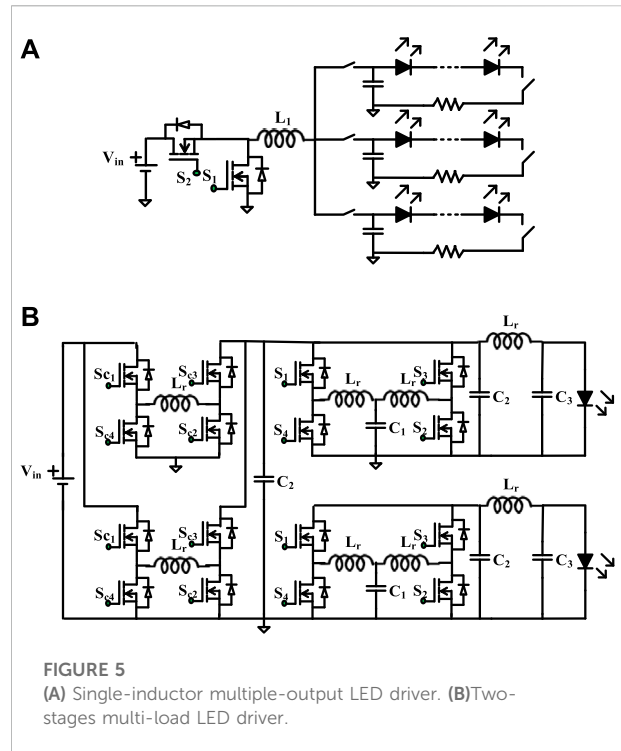 A
L1
Vin +
S2
S1
B
Lr
Sc1
Sc3
Lr
S1
S3
Lr
Lr
Sc4
Sc2
C1
S4
S2
C2
C3
Vin +
C2
Lr
Sc1
Sc3
Lr
S1
S3
Lr
Lr
Sc4
Sc2
C1
S4
S2
C2
C3
FIGURE 5
(A) Single-inductor multiple-output LED driver. (B)Two-
stages multi-load LED driver.